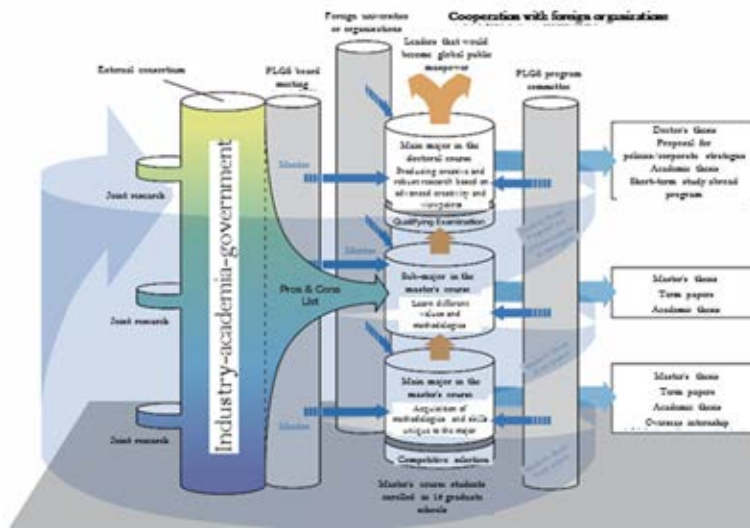 Foreign universities
or organizations
Cooperation with foreign organizations
External consortium
PLGS board
meeting
Leaders that would
become global public
manpower
PLGS program
committee
Industry-academia-government
Joint research
Joint research
Joint research
Mentor
Mentor
Mentor
Pros & Cons
List
Main major in the
doctoral course
Producing creative and
robust research based on
advanced creativity and
viewpoints
Qualifying Examination
Sub-major in the
master's course
Learn different
values and
methodologies
Main major in the
master's course
Acquisition of
methodologies and skills
unique to the major
Competitive selection
Master's course students
enrolled in 18 graduate
schools
Doctor's thesis
Proposal for
policies/corporate strategies
Academic thesis
Short-term study abroad
program
Master's thesis
Term papers
Academic thesis
Master's thesis
Term papers
Academic thesis
Overseas internship